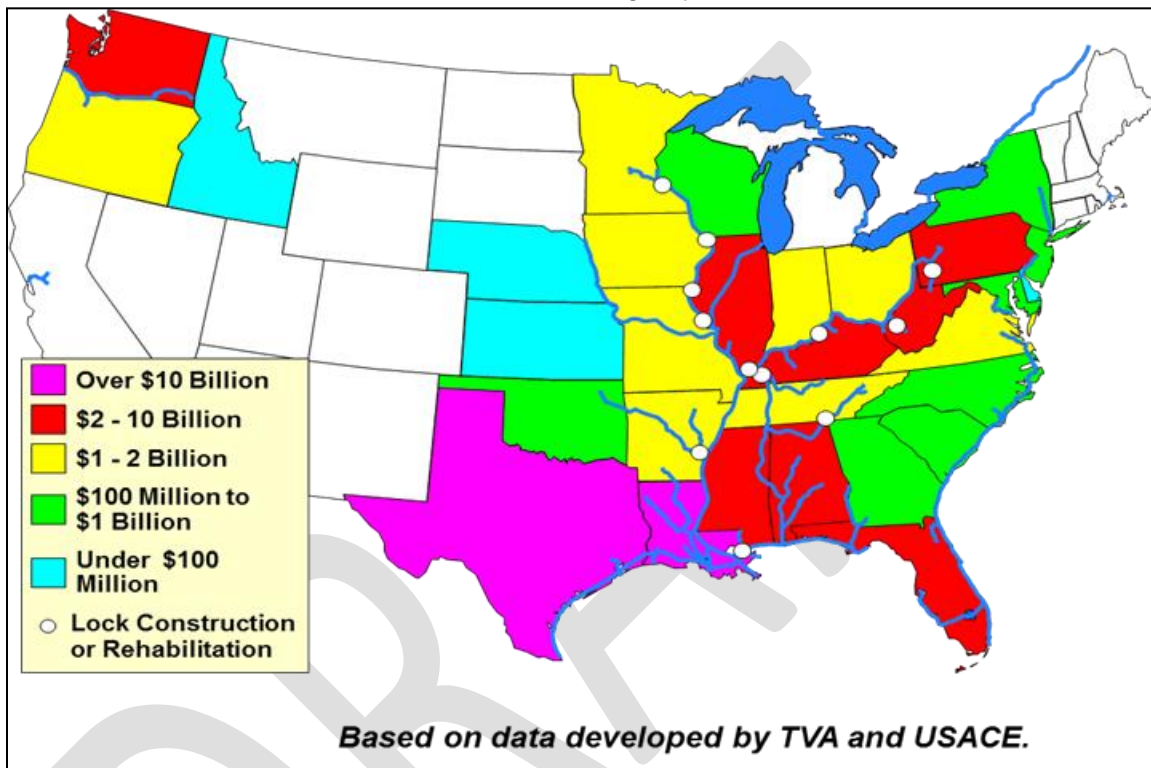 Over $10 Billion
$2 - 10 Billion
$1 - 2 Billion
$100 Million to
$1 Billion
Under $100
Million
Lock Construction
or Rehabilitation
Based on data developed by TVA and USACE.